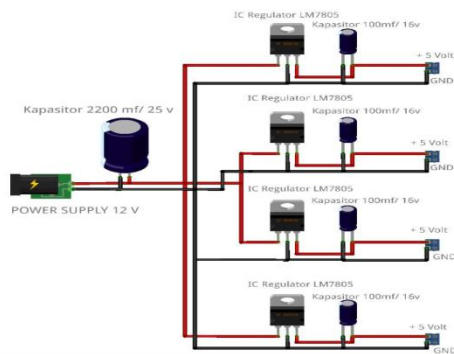 IC Regulator LM7805
Kapasitor 100mf/ 16v
+ 5 Volt
GND
Kapasitor 2200 mf/ 25 v
POWER SUPPLY 12 V
IC Regulator LM7805
Kapasitor 100mf/ 16v
+ 5 Volt
GND
IC Regulator LM7805
Kapasitor 100mf/ 16v
+ 5 Volt
GND
IC Regulator LM7805
Kapasitor 100mf/ 16v
+ 5 Volt
GND